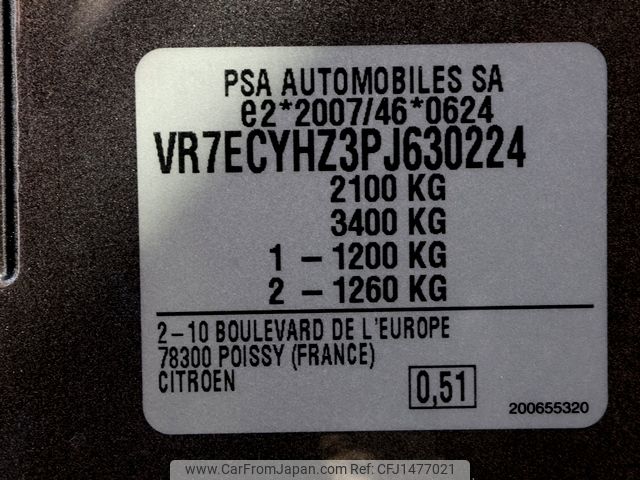 PSA AUTOMOBILES SA
e2*2007/46*0624
VR7ECYHZ3PJ630224
2100 KG
3400 KG
1 - 1200 KG
2 - 1260 KG
2-10 BOULEVARD DE L'EUROPE
78300 POISSY (FRANCE)
CITROEN
0,51
200655320
www.CarFromJapan.com Ref: CFJ1477021